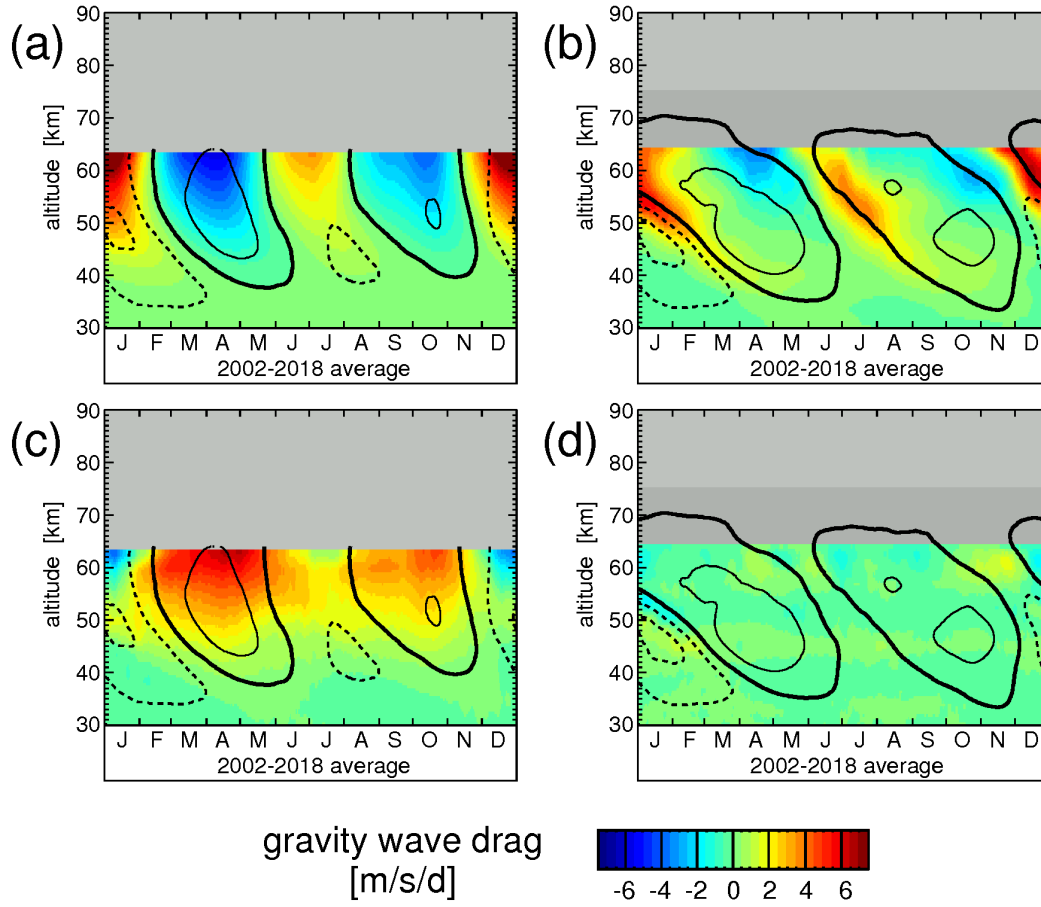 (a)
90
80
70
60
50
40
30
altitude [km]
J F M A M J J A S O N D
2002-2018 average
(b)
90
80
70
60
50
40
30
altitude [km]
J F M A M J J A S O N D
2002-2018 average
(c)
90
80
70
60
50
40
30
altitude [km]
J F M A M J J A S O N D
2002-2018 average
(d)
90
80
70
60
50
40
30
altitude [km]
J F M A M J J A S O N D
2002-2018 average
gravity wave drag
[m/s/d]
-6 -4 -2 0 2 4 6